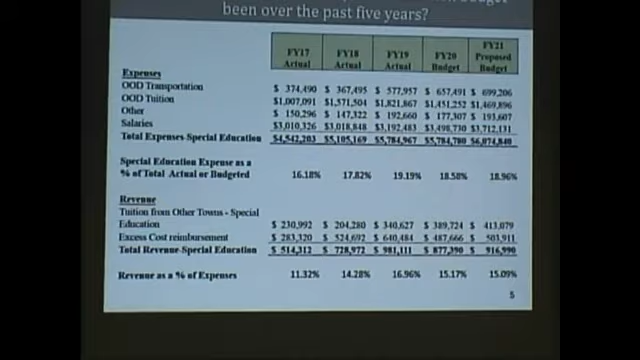 budget
been over the past five years?
FY17 FY18 FY19 FY20 FY21
Actual Actual Actual Budget Proposed
Budget
Expenses
OOD Transportation $ 374,490 $ 367,495 $ 577,957 $ 657,491 $ 699,206
OOD Tuition $1,007,091 $1,571,504 $1,821,867 $1,451,252 $1,469,896
Other $ 150,296 $ 147,322 $ 192,660 $ 177,307 $ 193,607
Salaries $3,010,326 $3,018,848 $3,192,483 $3,498,730 $3,712,131
Total Expenses-Special Education $4,542,203 $5,105,169 $5,784,967 $5,784,780 $6,074,840
Special Education Expense as a
% of Total Actual or Budgeted 16.18% 17.82% 19.19% 18.58% 18.96%
Revenue
Tuition from Other Towns - Special
Education $ 230,992 $ 204,280 $ 340,627 $ 389,724 $ 413,079
Excess Cost reimbursement $ 283,320 $ 524,692 $ 640,484 $ 487,666 $ 503,911
Total Revenue-Special Education $ 514,312 $ 728,972 $ 981,111 $ 877,390 $ 916,990
Revenue as a % of Expenses 11.32% 14.28% 16.96% 15.17% 15.09%
5